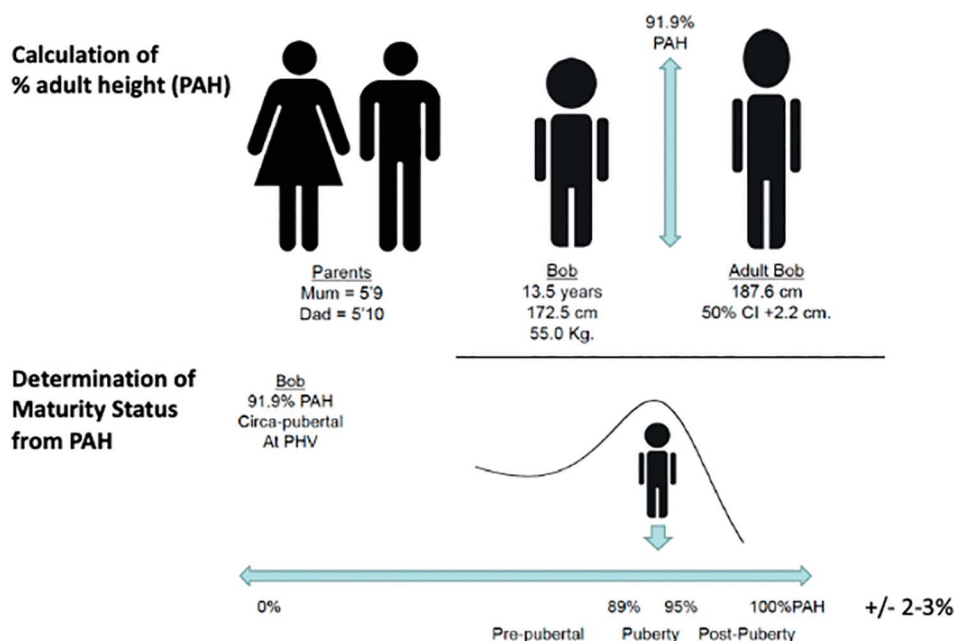 Calculation of
% adult height (PAH)
91.9%
PAH
Parents
Mum = 5'9
Dad = 5'10
Bob
13.5 years
172.5 cm
55.0 Kg.
Adult Bob
187.6 cm
50% CI +2.2 cm.
Determination of
Maturity Status
from PAH
Bob
91.9% PAH
Circa-pubertal
At PHV
0% 89% 95% 100%PAH +/- 2-3%
Pre-pubertal Puberty Post-Puberty